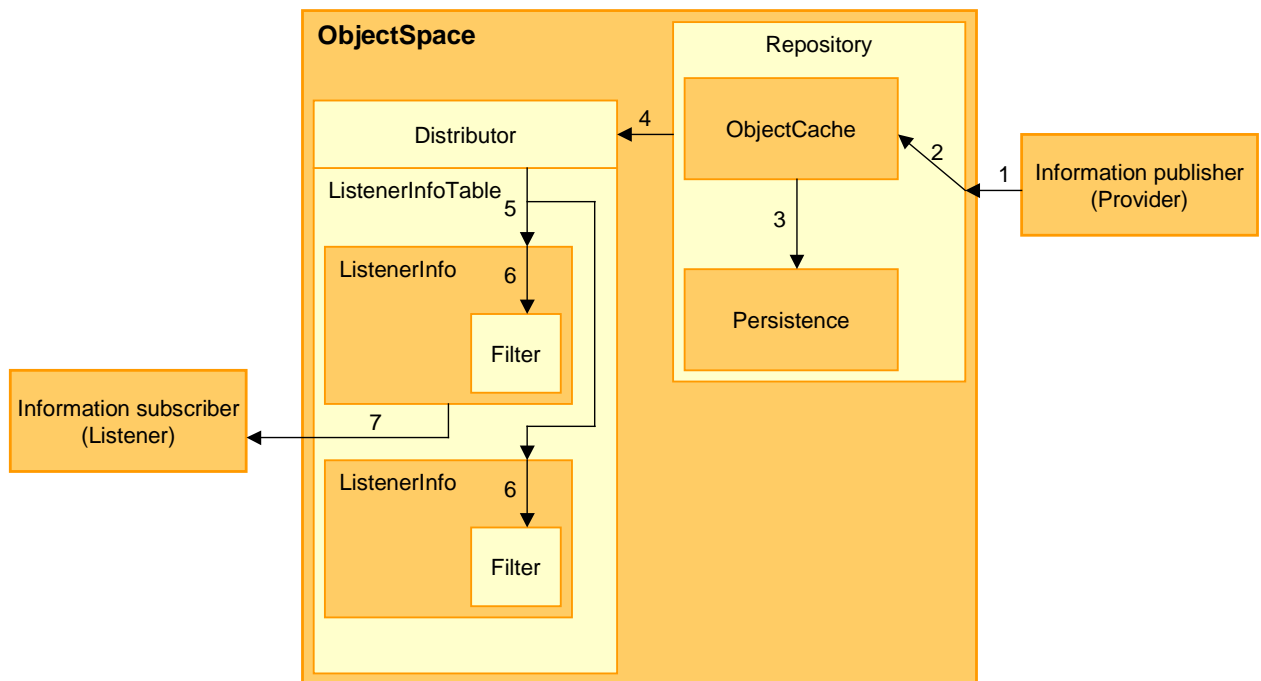 ObjectSpace
Repository
ObjectCache
Distributor
4
2
1
Information publisher
(Provider)
ListenerInfoTable
5
3
ListenerInfo
6
Persistence
Filter
Information subscriber
(Listener)
7
ListenerInfo
6
Filter